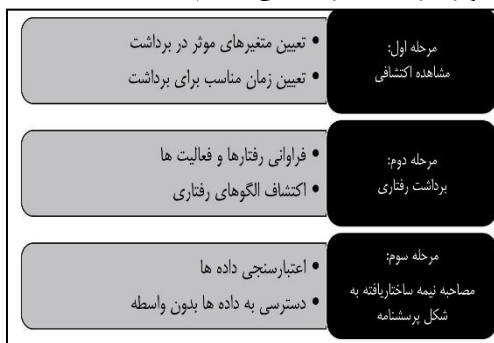 مرحله اول:
مشاهده اکتشافی
• تعیین متغیرهای موثر در برداشت
• تعیین زمان مناسب برای برداشت
مرحله دوم:
برداشت رفتاری
• فراوانی رفتارها و فعالیت ها
• اکتشاف الگوهای رفتاری
مرحله سوم:
مصاحبه نیمه ساختاریافته به
شکل پرسشنامه
• اعتبارسنجی داده ها
• دسترسی به داده ها بدون واسطه